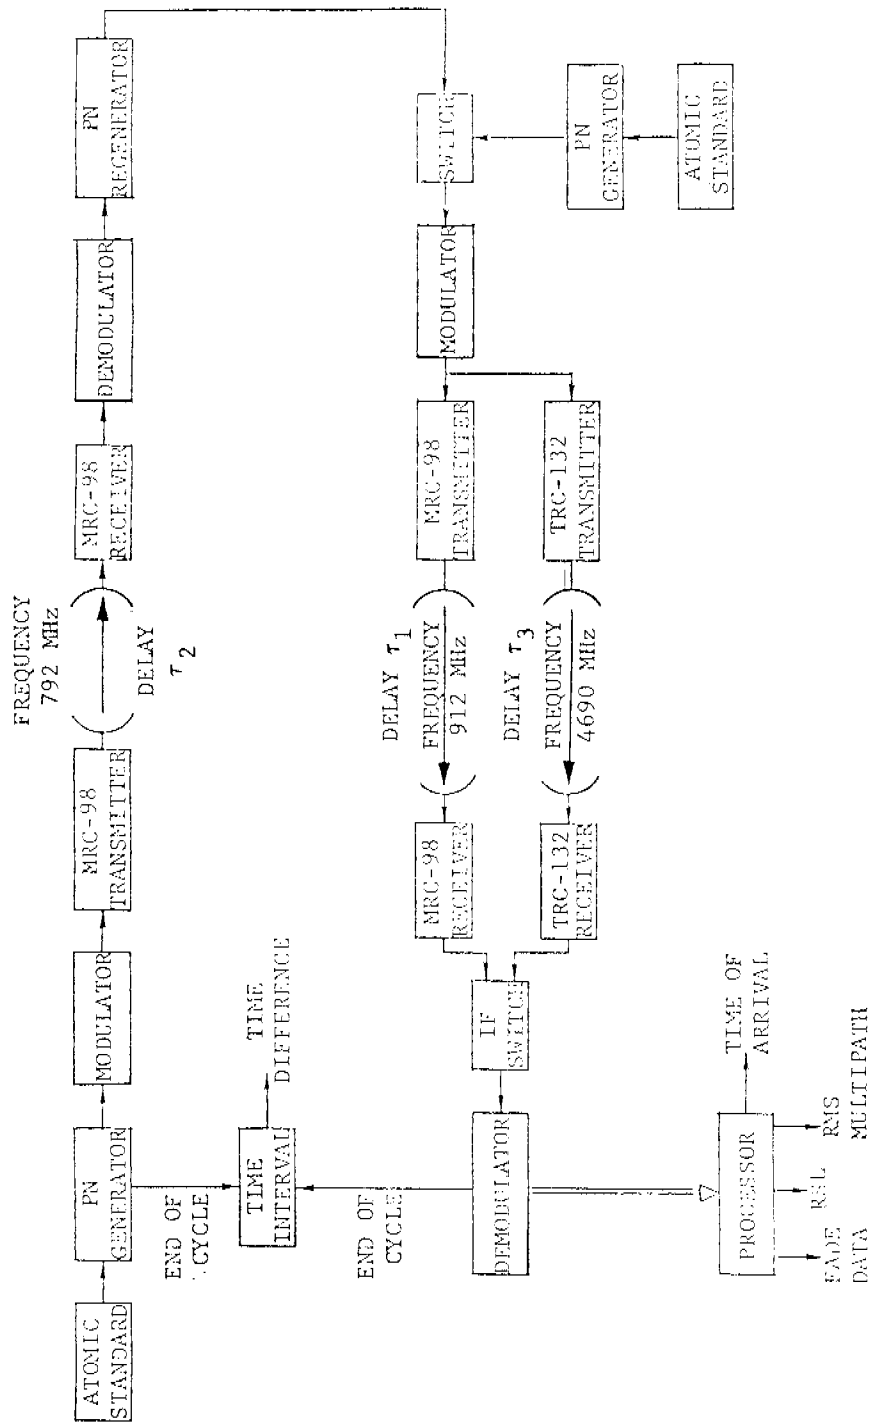 ATOMIC
STANDARD
PN
GENERATOR
MODULATOR
MRC-98
TRANSMITTER
FREQUENCY
792 MHz
DELAY
τ2
MRC-98
RECEIVER
DEMODULATOR
PN
REGENERATOR
END OF
CYCLE
TIME
INTERVAL
TIME
DIFFERENCE
END OF
CYCLE
DEMODULATOR
IF
SWITCH
MRC-98
RECEIVER
DELAY τ1
FREQUENCY
912 MHz
MRC-98
TRANSMITTER
MODULATOR
SWITCH
TRC-132
RECEIVER
DELAY τ3
FREQUENCY
4690 MHz
TRC-132
TRANSMITTER
PN
GENERATOR
ATOMIC
STANDARD
PROCESSOR
TIME OF
ARRIVAL
FADE
DATA
RSL
RMS
MULTIPATH